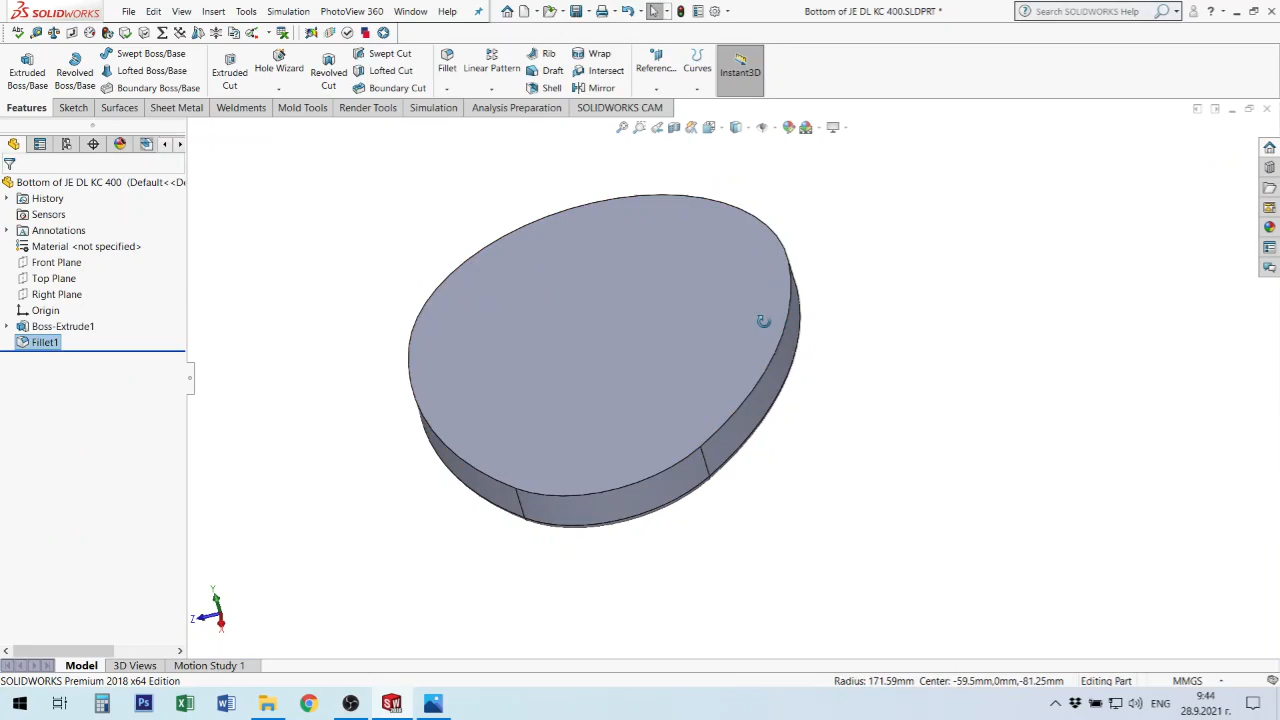 SOLIDWORKS File Edit View Insert Tools Simulation PhotoView 360 Window Help Bottom of JE DL KC 400.SLDPRT * Search SOLIDWORKS Help
Extruded Boss/Base
Revolved Boss/Base
Swept Boss/Base
Lofted Boss/Base
Boundary Boss/Base
Extruded Cut
Hole Wizard
Revolved Cut
Swept Cut
Lofted Cut
Boundary Cut
Fillet
Linear Pattern
Rib
Draft
Shell
Wrap
Intersect
Mirror
Referenc...
Curves
Instant3D
Features Sketch Surfaces Sheet Metal Weldments Mold Tools Render Tools Simulation Analysis Preparation SOLIDWORKS CAM
Bottom of JE DL KC 400 (Default<<De
History
Sensors
Annotations
Material <not specified>
Front Plane
Top Plane
Right Plane
Origin
Boss-Extrude1
Fillet1
Y
Z
X
Model 3D Views Motion Study 1
SOLIDWORKS Premium 2018 x64 Edition Radius: 171.59mm Center: -59.5mm,0mm,-81.25mm Editing Part MMGS
ENG 9:44
28.9.2021 г.